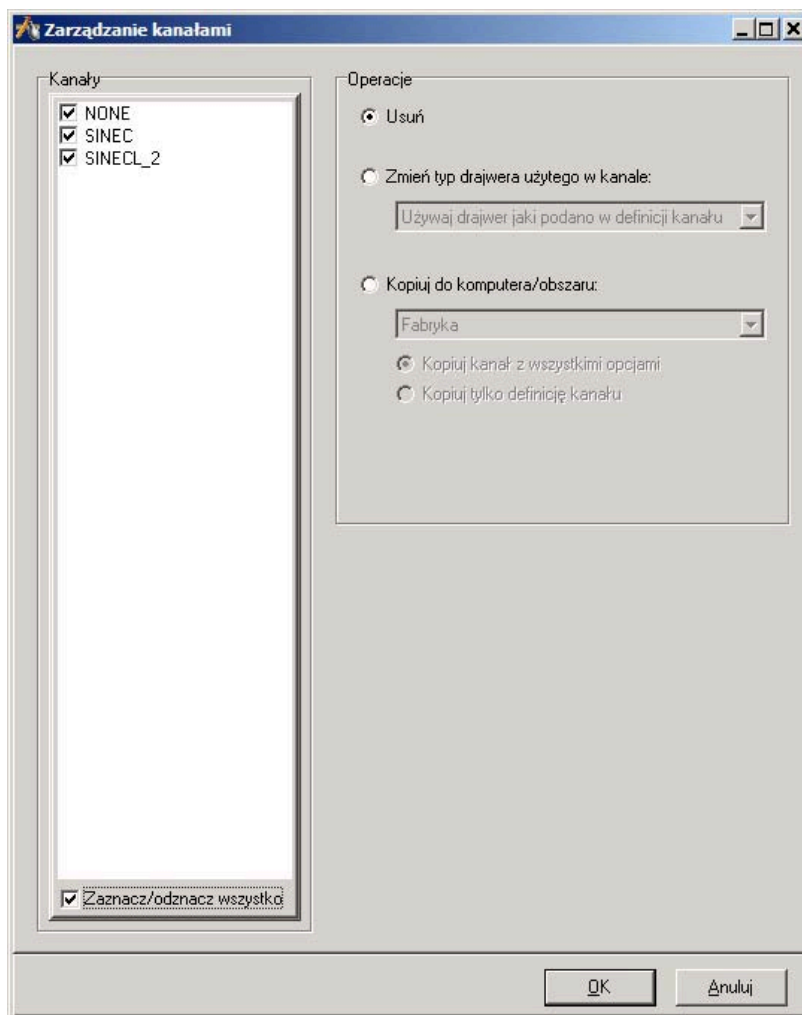 Zarządzanie kanałami
Kanały
NONE
SINEC
SINECL_2
Zaznacz/odznacz wszystko
Operacje
Usuń
Zmień typ drajwera użytego w kanale:
Używaj drajwer jaki podano w definicji kanału
Kopiuj do komputera/obszaru:
Fabryka
Kopiuj kanał z wszystkimi opcjami
Kopiuj tylko definicję kanału
OK
Anuluj